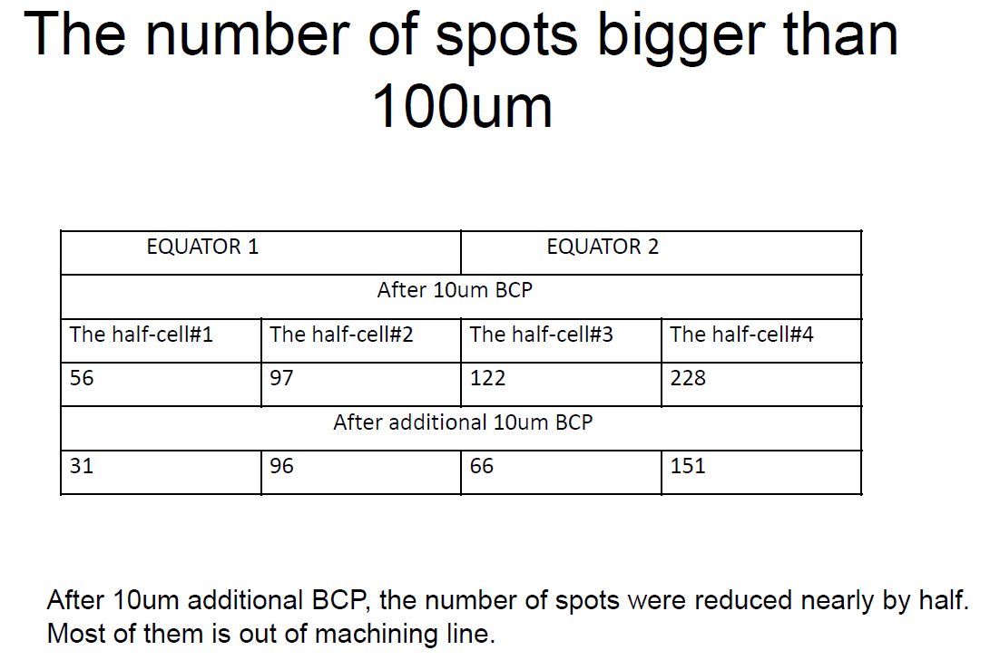 The number of spots bigger than
100um
EQUATOR 1 EQUATOR 2
After 10um BCP
The half-cell#1 The half-cell#2 The half-cell#3 The half-cell#4
56 97 122 228
After additional 10um BCP
31 96 66 151
After 10um additional BCP, the number of spots were reduced nearly by half.
Most of them is out of machining line.